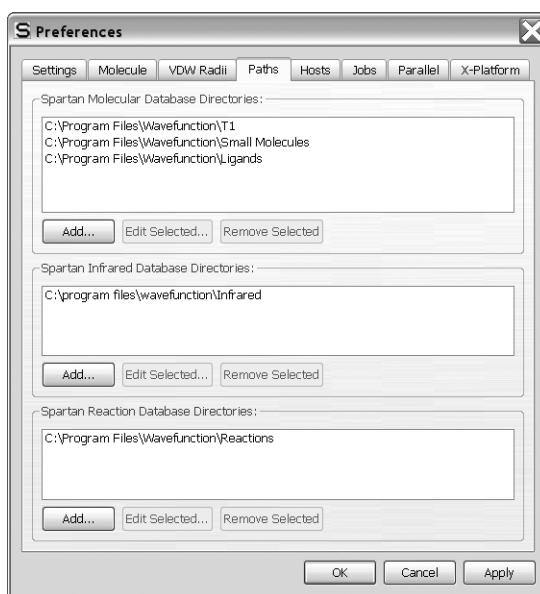 S Preferences
Settings Molecule VDW Radii Paths Hosts Jobs Parallel X-Platform
Spartan Molecular Database Directories:
C:\Program Files\Wavefunction\T1
C:\Program Files\Wavefunction\Small Molecules
C:\Program Files\Wavefunction\Ligands
Add... Edit Selected... Remove Selected
Spartan Infrared Database Directories:
C:\program files\wavefunction\Infrared
Add... Edit Selected... Remove Selected
Spartan Reaction Database Directories:
C:\Program Files\Wavefunction\Reactions
Add... Edit Selected... Remove Selected
OK Cancel Apply